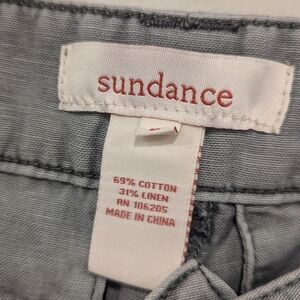 sundance
69% COTTON
31% LINEN
RN 106205
MADE IN CHINA